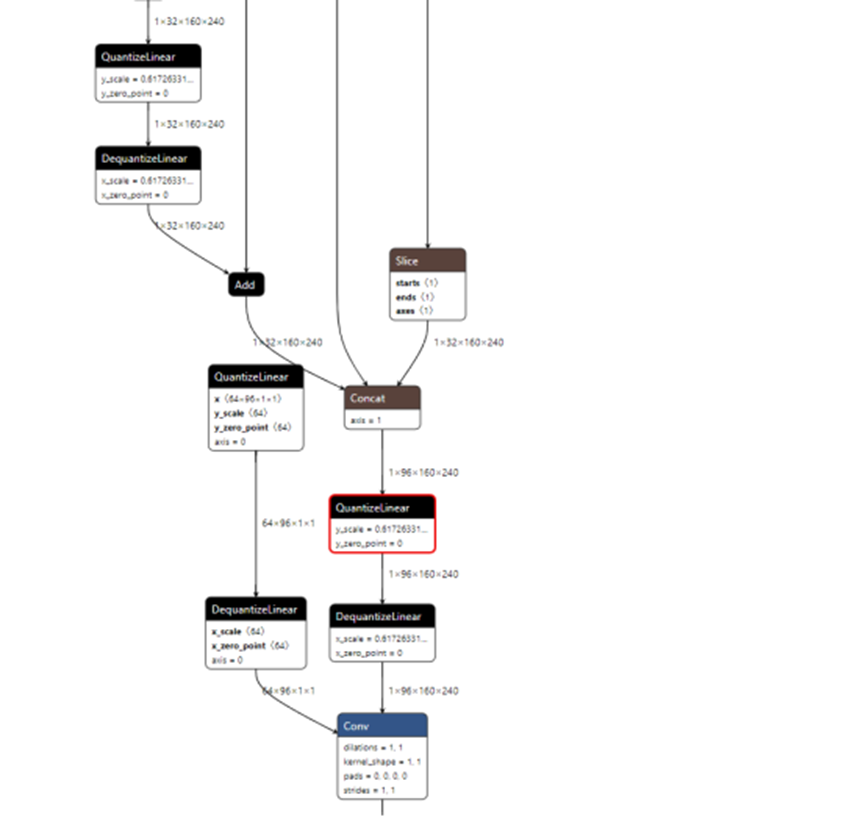 1×32×160×240
QuantizeLinear
y_scale = 0.61726331...
y_zero_point = 0
1×32×160×240
DequantizeLinear
x_scale = 0.61726331...
x_zero_point = 0
1×32×160×240
Add
Slice
starts ⟨1⟩
ends ⟨1⟩
axes ⟨1⟩
1×32×160×240
1×32×160×240
QuantizeLinear
x ⟨64×96×1×1⟩
y_scale ⟨64⟩
y_zero_point ⟨64⟩
axis = 0
Concat
axis = 1
1×96×160×240
QuantizeLinear
y_scale = 0.61726331...
y_zero_point = 0
64×96×1×1
1×96×160×240
DequantizeLinear
x_scale ⟨64⟩
x_zero_point ⟨64⟩
axis = 0
DequantizeLinear
x_scale = 0.61726331...
x_zero_point = 0
64×96×1×1
1×96×160×240
Conv
dilations = 1, 1
kernel_shape = 1, 1
pads = 0, 0, 0, 0
strides = 1, 1